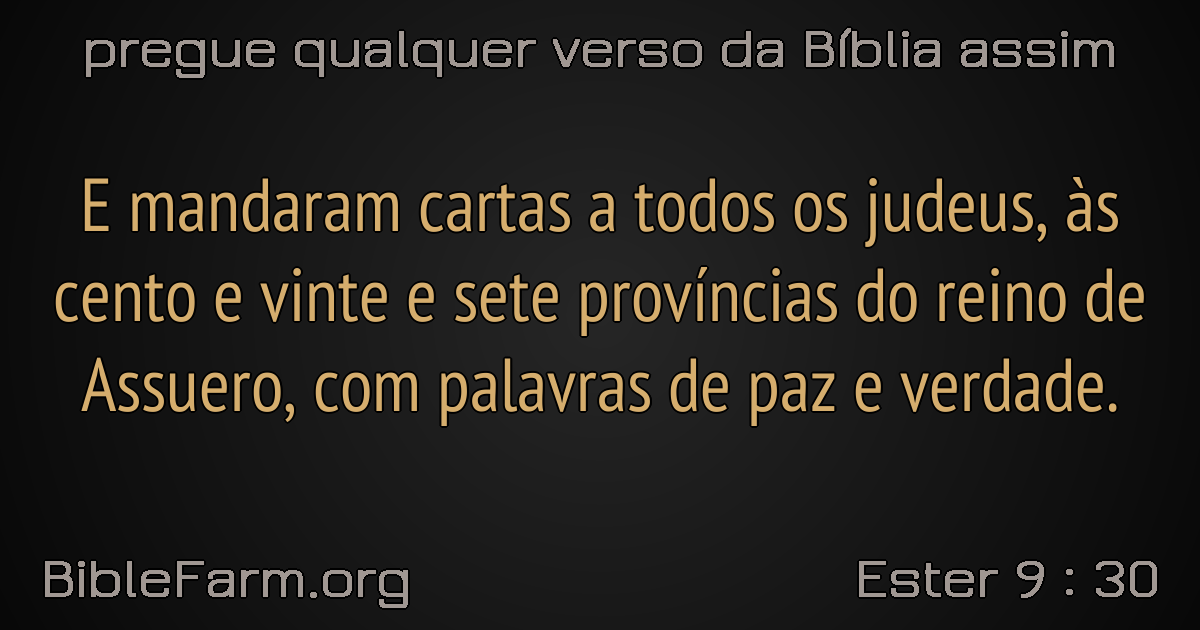 pregue qualquer verso da Bíblia assim
E mandaram cartas a todos os judeus, às
cento e vinte e sete províncias do reino de
Assuero, com palavras de paz e verdade.
BibleFarm.org
Ester 9 : 30